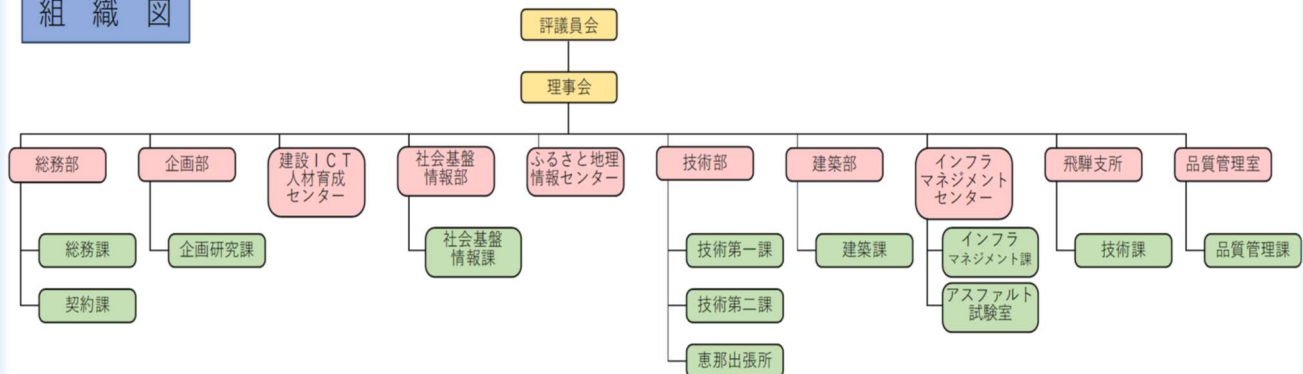 組織図
評議員会
理事会
総務部
企画部
建設ICT
人材育成
センター
社会基盤
情報部
ふるさと地理
情報センター
技術部
建築部
インフラ
マネジメント
センター
飛騨支所
品質管理室
総務課
企画研究課
社会基盤
情報課
技術第一課
建築課
インフラ
マネジメント課
技術課
品質管理課
契約課
技術第二課
アスファルト
試験室
恵那出張所